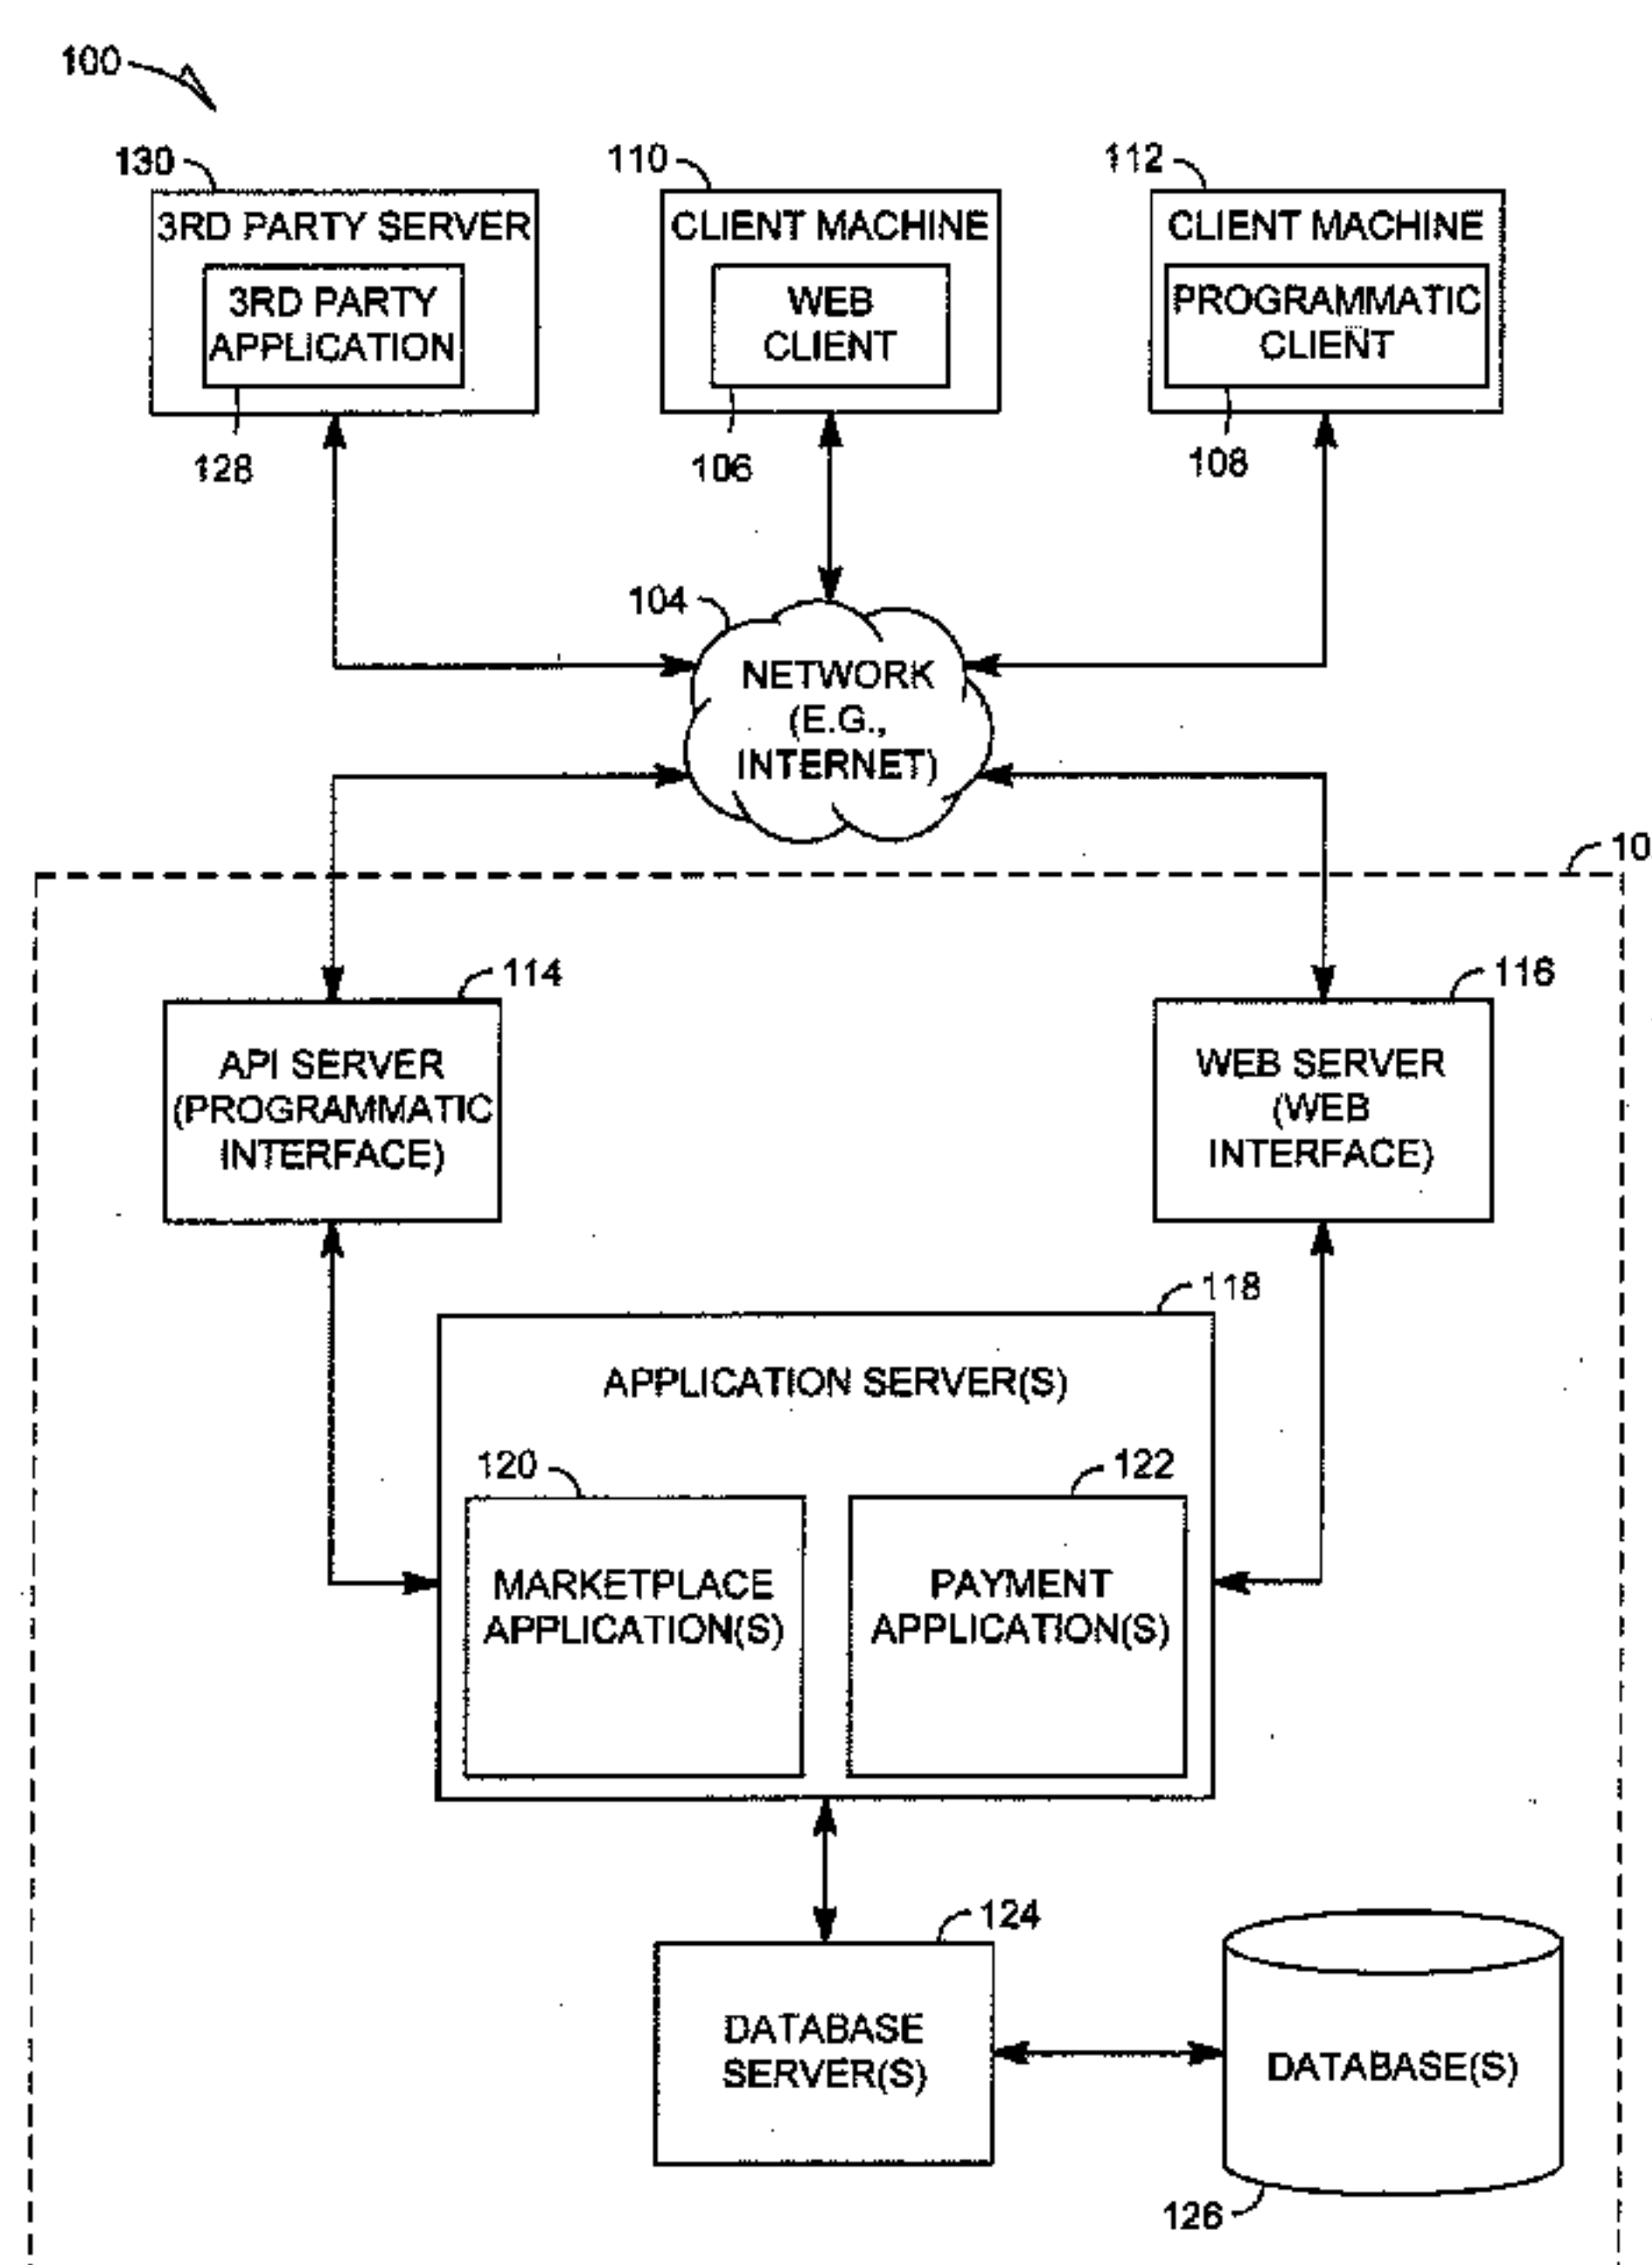 100
130
110
112
3RD PARTY SERVER
CLIENT MACHINE
CLIENT MACHINE
3RD PARTY
APPLICATION
WEB
CLIENT
PROGRAMMATIC
CLIENT
128
106
108
104
NETWORK
(E.G.,
INTERNET)
10
114
116
API SERVER
(PROGRAMMATIC
INTERFACE)
WEB SERVER
(WEB
INTERFACE)
118
APPLICATION SERVER(S)
120
122
MARKETPLACE
APPLICATION(S)
PAYMENT
APPLICATION(S)
124
DATABASE
SERVER(S)
DATABASE(S)
126